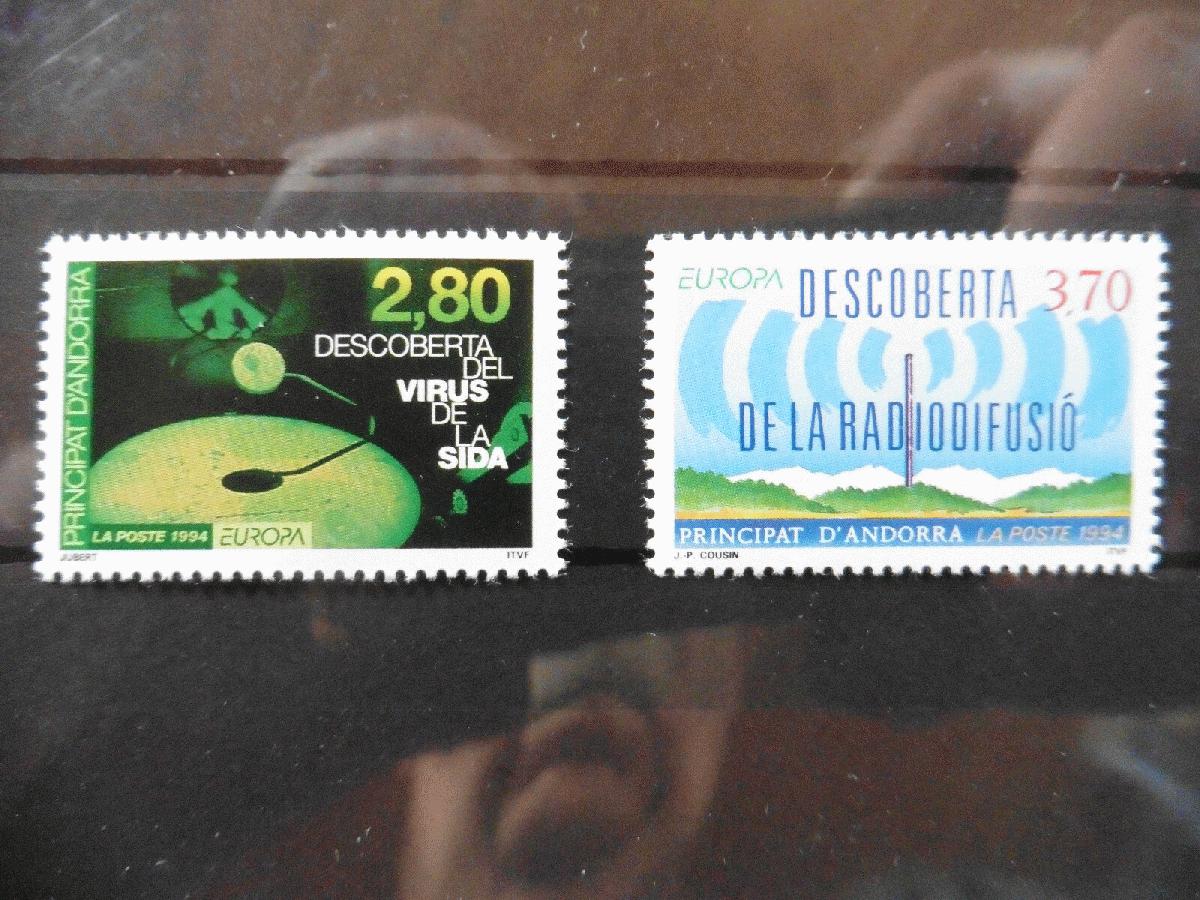 PRINCIPAT D'ANDORRA
2,80
DESCOBERTA
DEL
VIRUS
DE
LA
SIDA
LA POSTE 1994 EUROPA
JUBERT ITVF
EUROPA DESCOBERTA 3,70
DE LA RADIODIFUSIÓ
PRINCIPAT D'ANDORRA LA POSTE 1994
J.-P. COUSIN ITVF